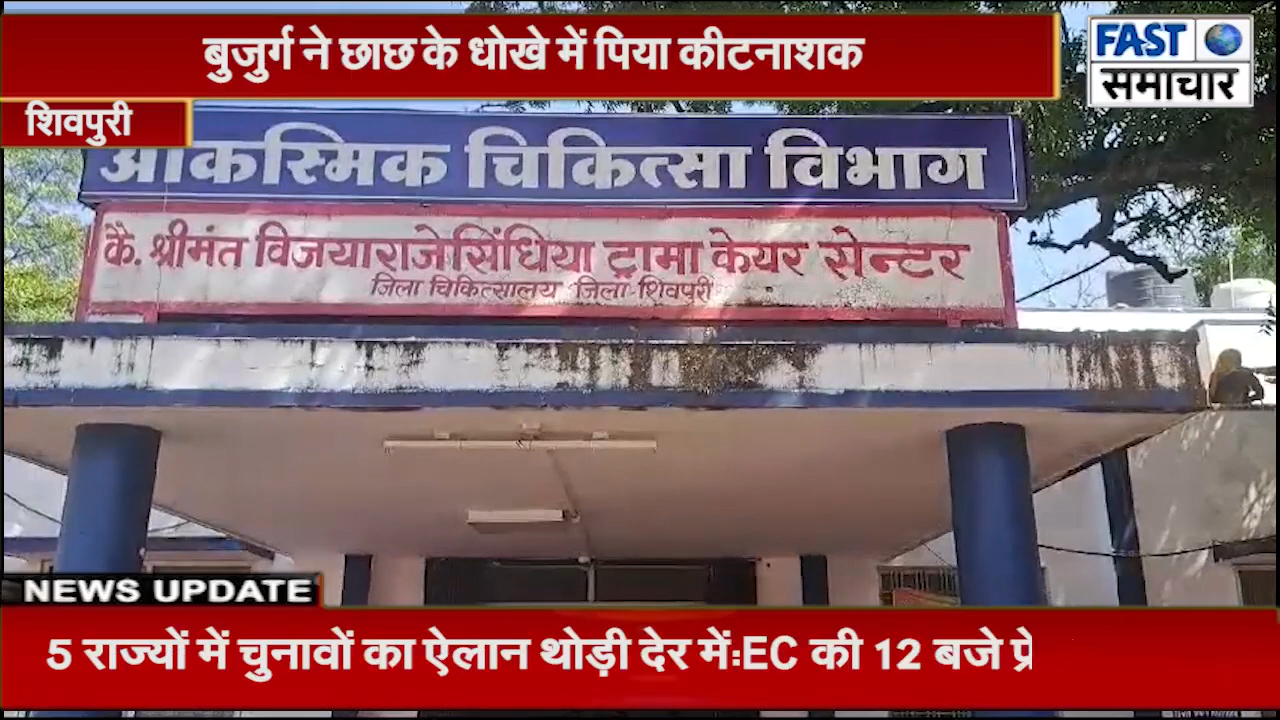 बुजुर्ग ने छाछ के धोखे में पिया कीटनाशक
FAST
समाचार
शिवपुरी
आकस्मिक चिकित्सा विभाग
कै. श्रीमंत विजयाराजे सिंधिया ट्रामा केयर सेन्टर
जिला चिकित्सालय जिला शिवपुरी
NEWS UPDATE
5 राज्यों में चुनावों का ऐलान थोड़ी देर में:EC की 12 बजे प्रे